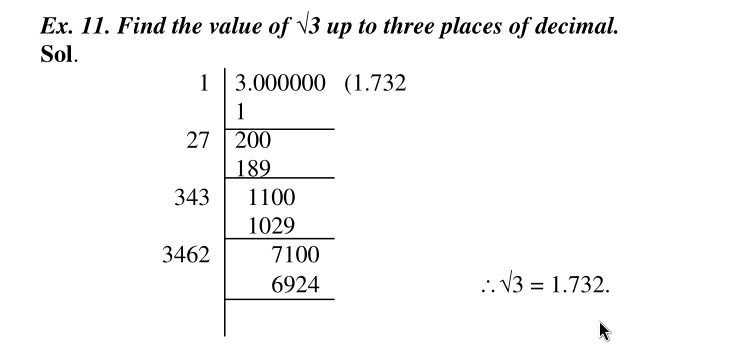 Ex. 11. Find the value of √3 up to three places of decimal.
Sol.
1 3.000000 (1.732
1
27 200
189
343 1100
1029
3462 7100
6924 ∴ √3 = 1.732.